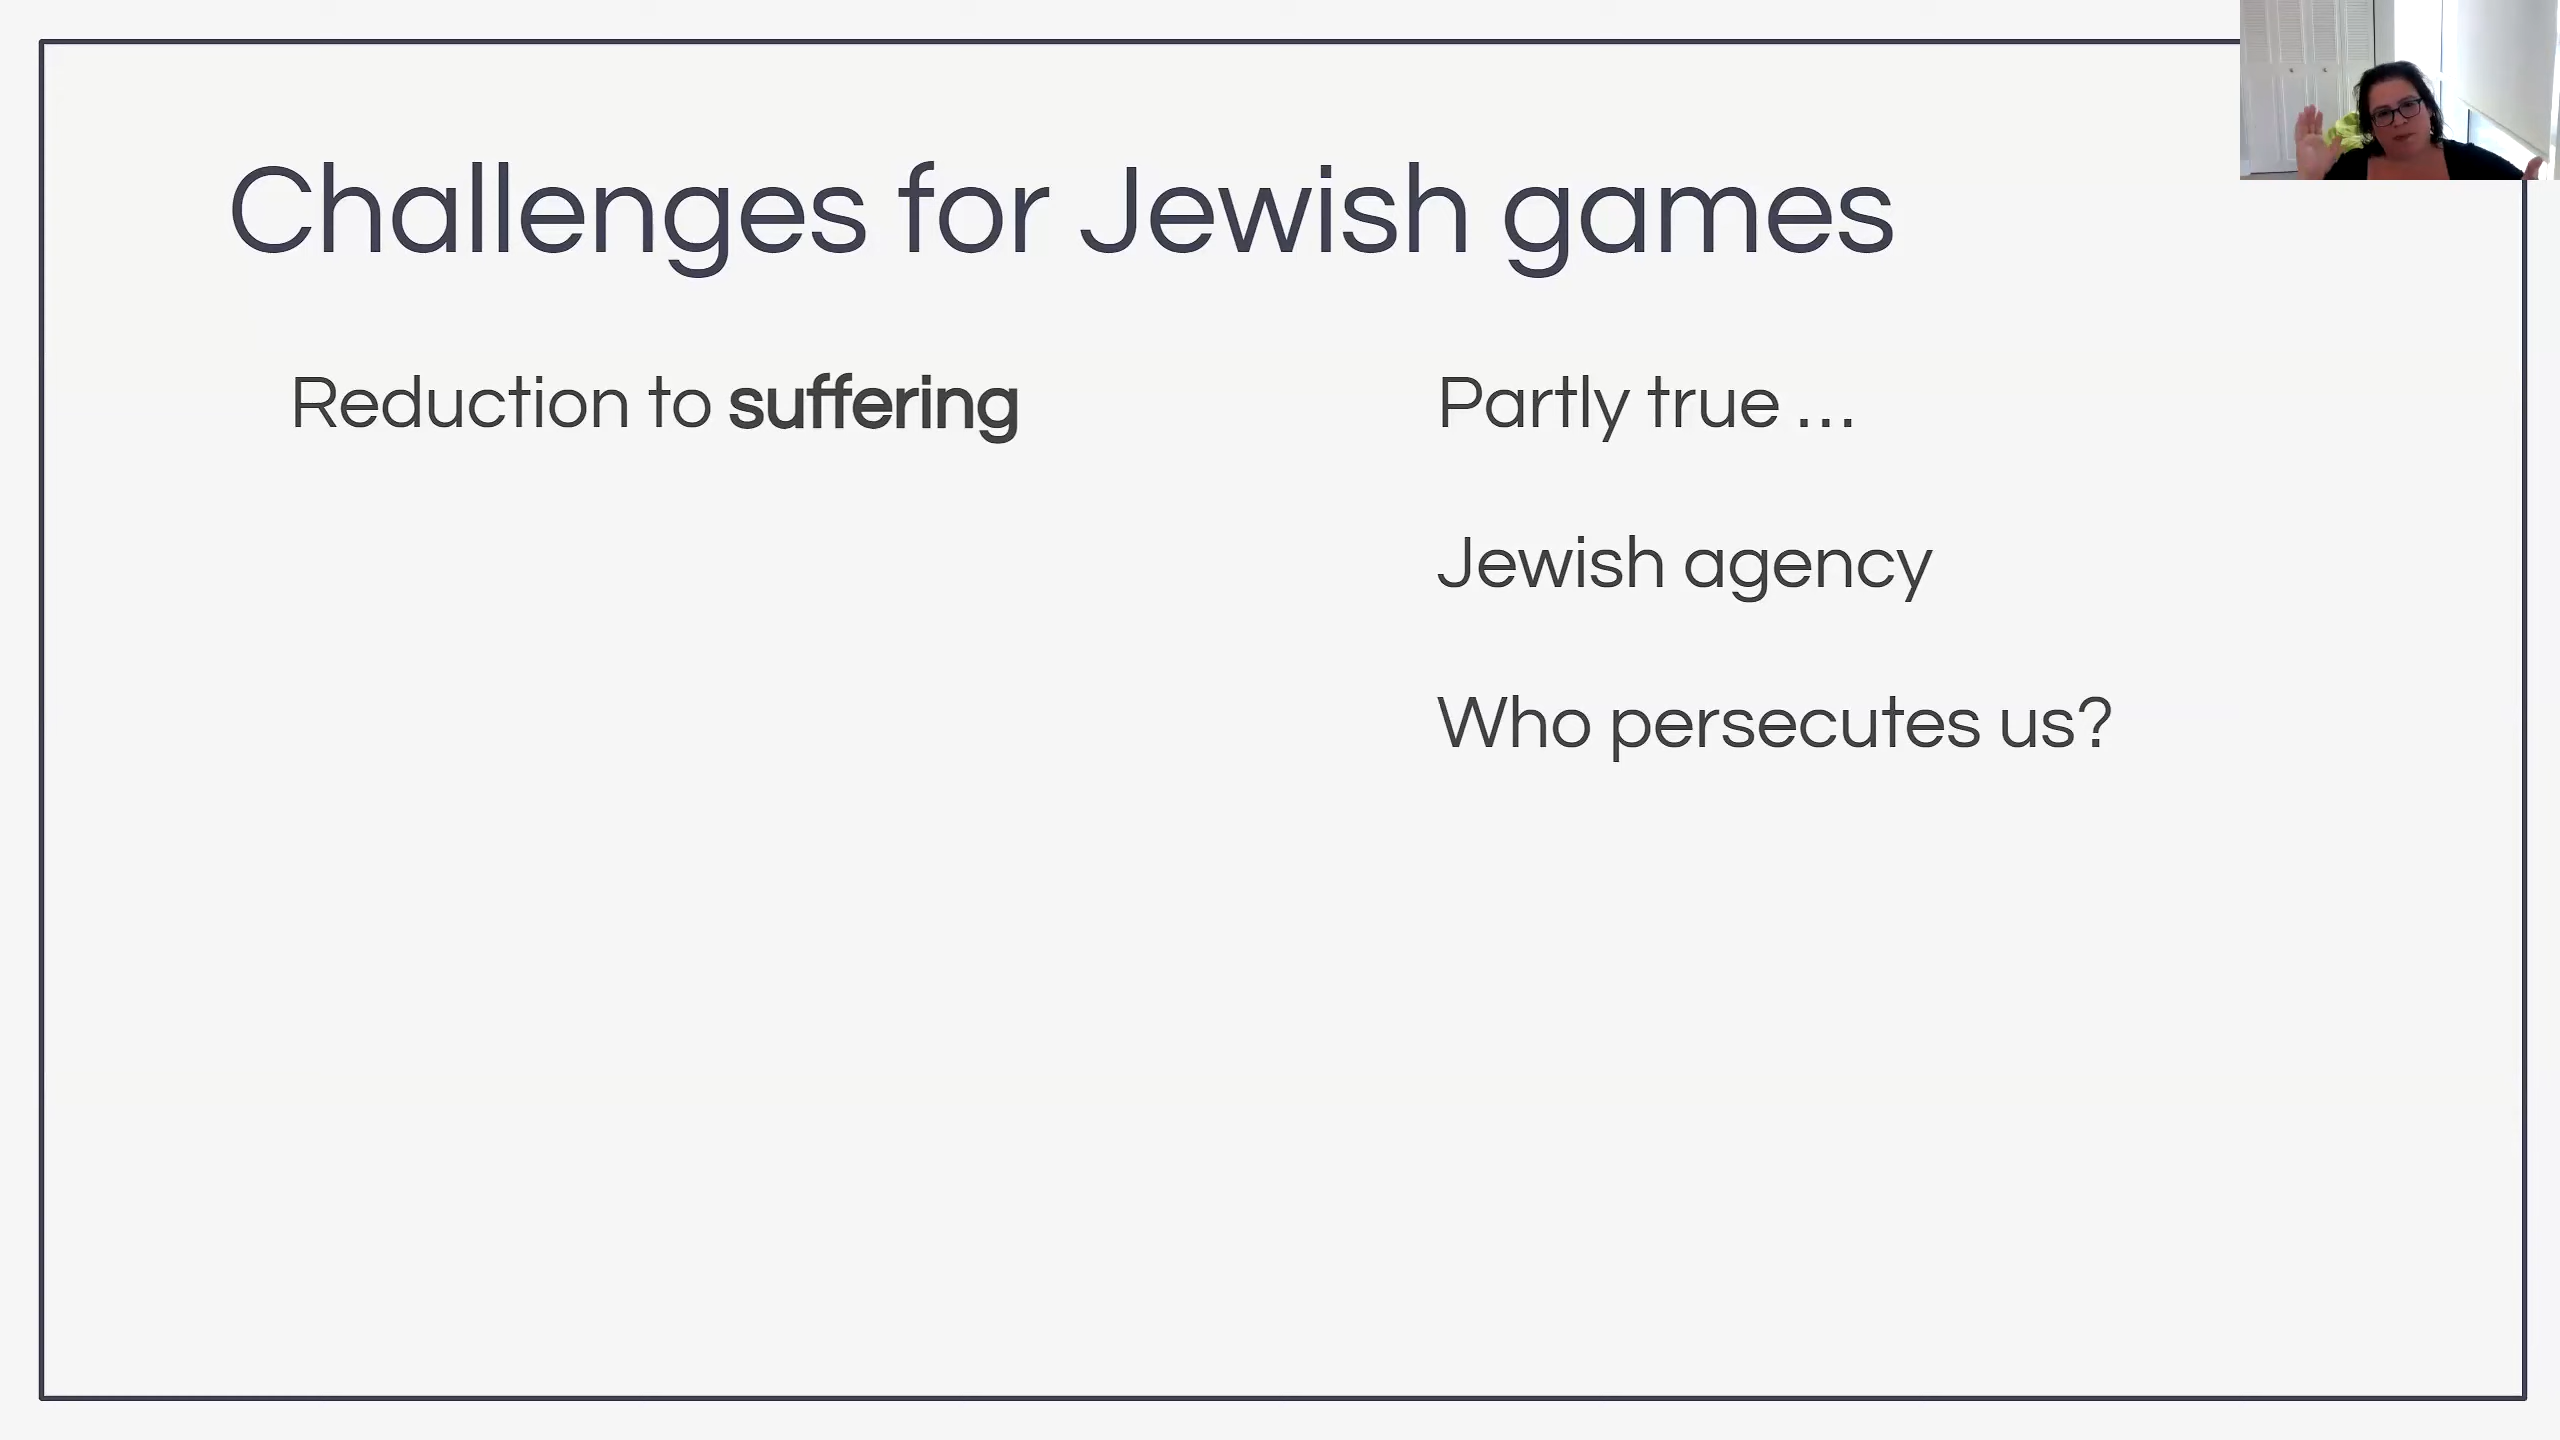 Challenges for Jewish games
Reduction to suffering
Partly true ...
Jewish agency
Who persecutes us?